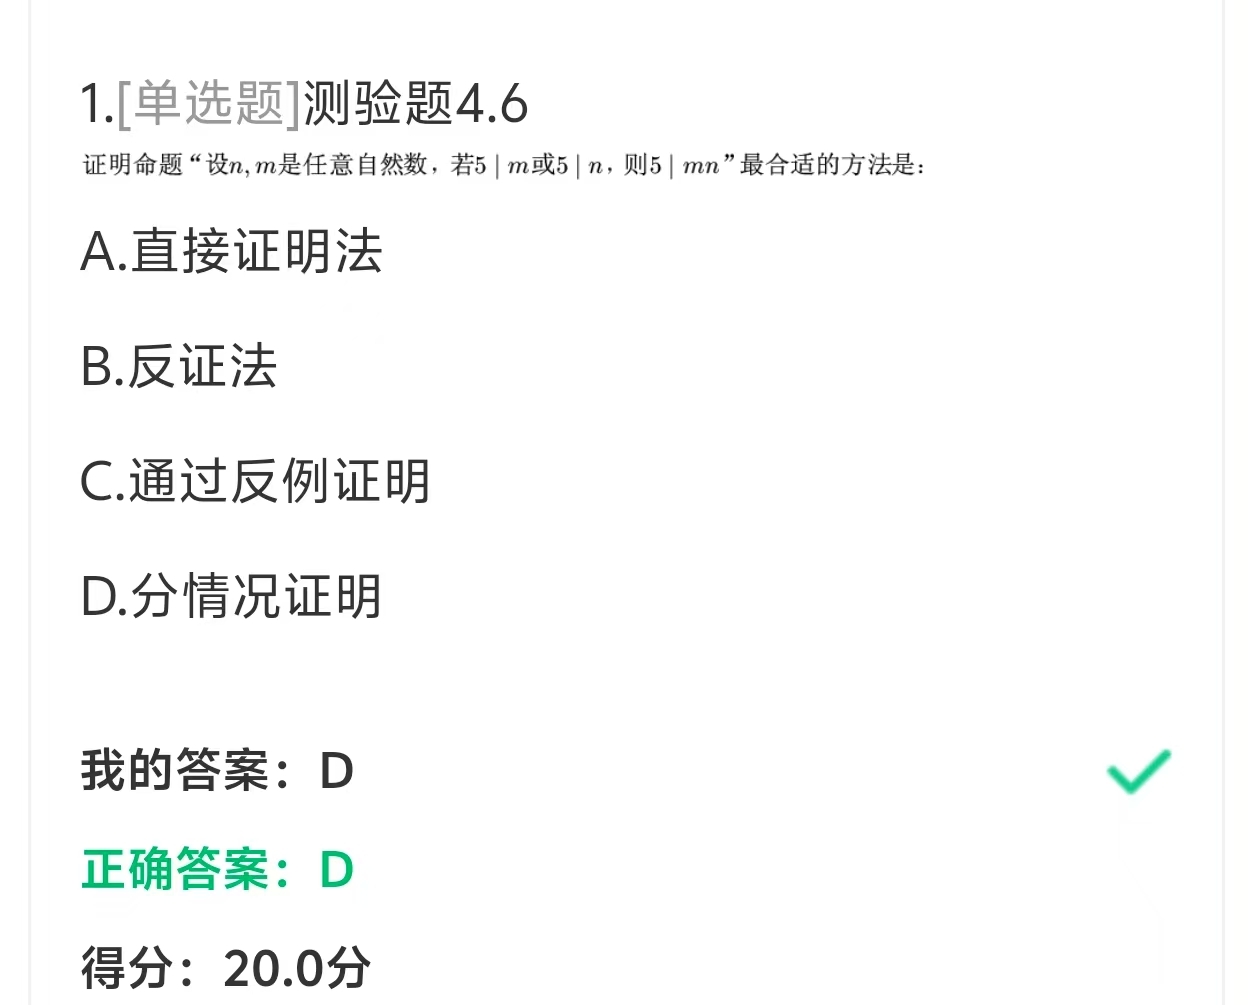 1.[单选题]测验题4.6
证明命题“设n, m是任意自然数，若5 | m或5 | n，则5 | mn”最合适的方法是：
A.直接证明法
B.反证法
C.通过反例证明
D.分情况证明
我的答案：D
正确答案：D
得分：20.0分